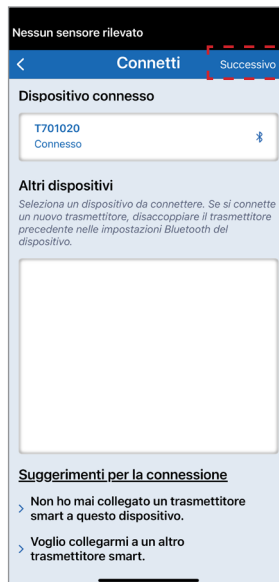 Nessun sensore rilevato
Connetti
Successivo
Dispositivo connesso
T701020
Connesso
Altri dispositivi
Seleziona un dispositivo da connettere. Se si connette
un nuovo trasmettitore, disaccoppiare il trasmettitore
precedente nelle impostazioni Bluetooth del
dispositivo.
Suggerimenti per la connessione
Non ho mai collegato un trasmettitore
smart a questo dispositivo.
Voglio collegarmi a un altro
trasmettitore smart.